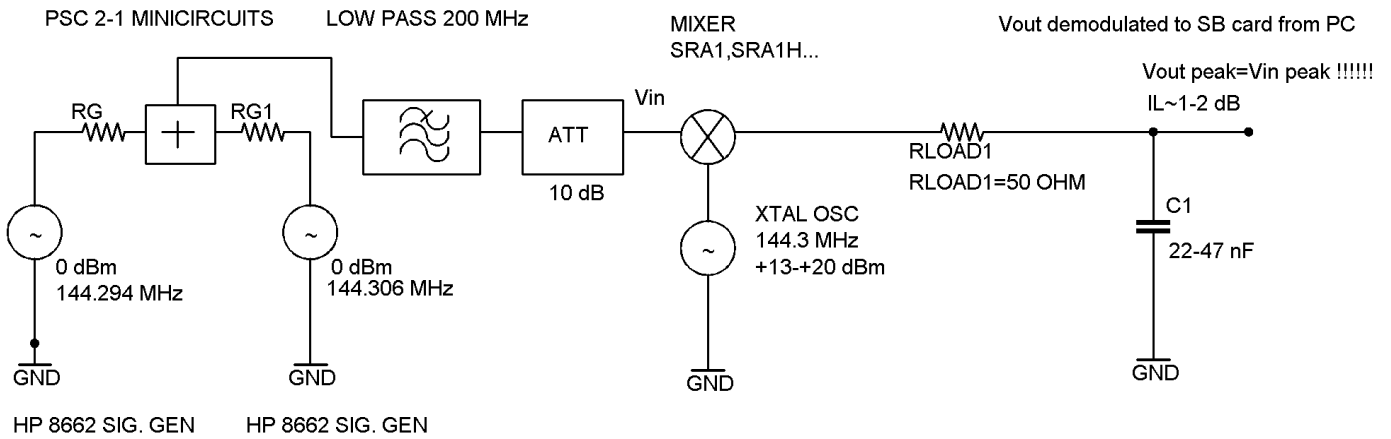 PSC 2-1 MINICIRCUITS
LOW PASS 200 MHz
MIXER
SRA1,SRA1H...
Vout demodulated to SB card from PC
Vout peak=Vin peak !!!!!!
IL~1-2 dB
RG
RG1
Vin
+
ATT
10 dB
RLOAD1
RLOAD1=50 OHM
XTAL OSC
144.3 MHz
+13-+20 dBm
C1
22-47 nF
~
0 dBm
144.294 MHz
~
0 dBm
144.306 MHz
~
GND
GND
GND
GND
HP 8662 SIG. GEN
HP 8662 SIG. GEN